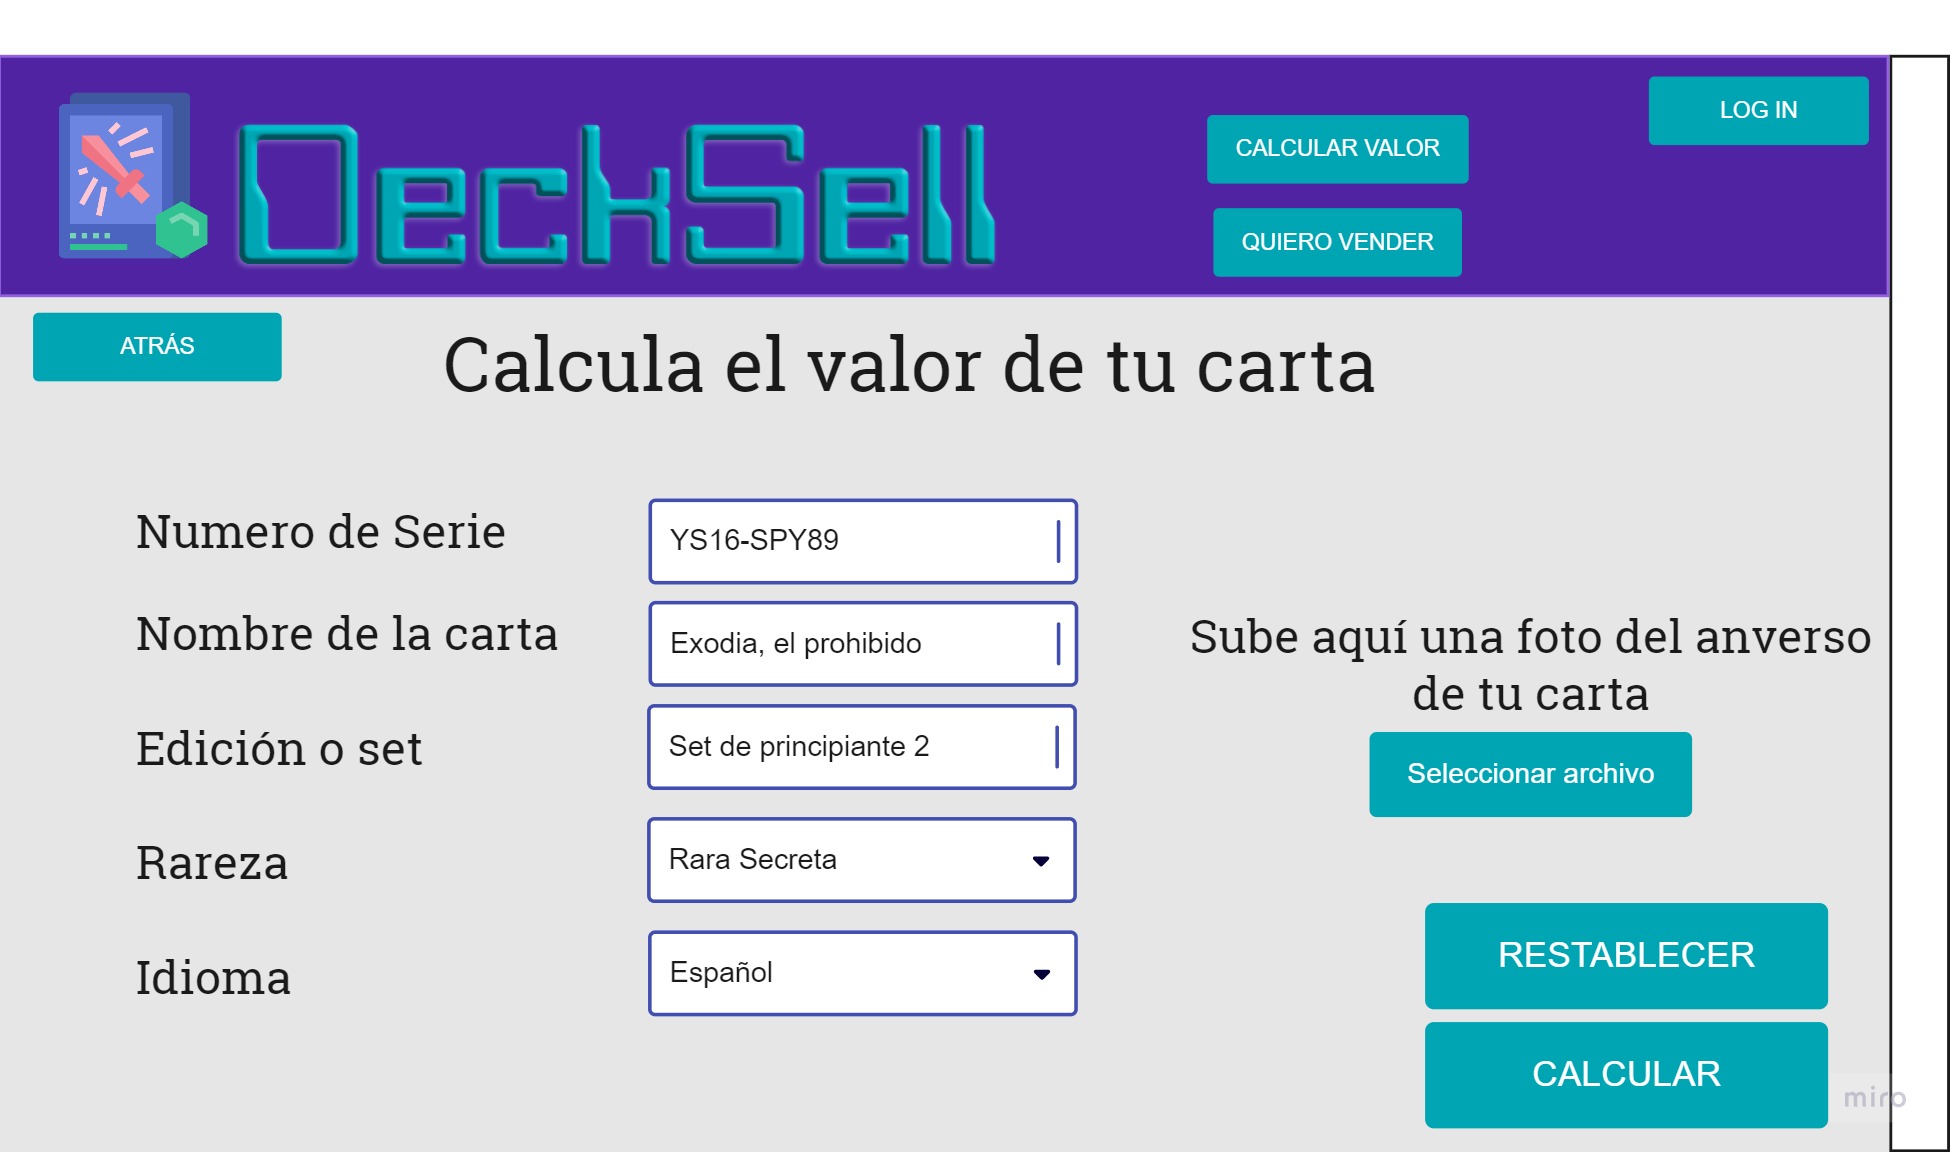 DeckSell
CALCULAR VALOR
QUIERO VENDER
LOG IN
ATRÁS
Calcula el valor de tu carta
Numero de Serie
YS16-SPY89
Nombre de la carta
Exodia, el prohibido
Edición o set
Set de principiante 2
Rareza
Rara Secreta
Idioma
Español
Sube aquí una foto del anverso
de tu carta
Seleccionar archivo
RESTABLECER
CALCULAR
miro